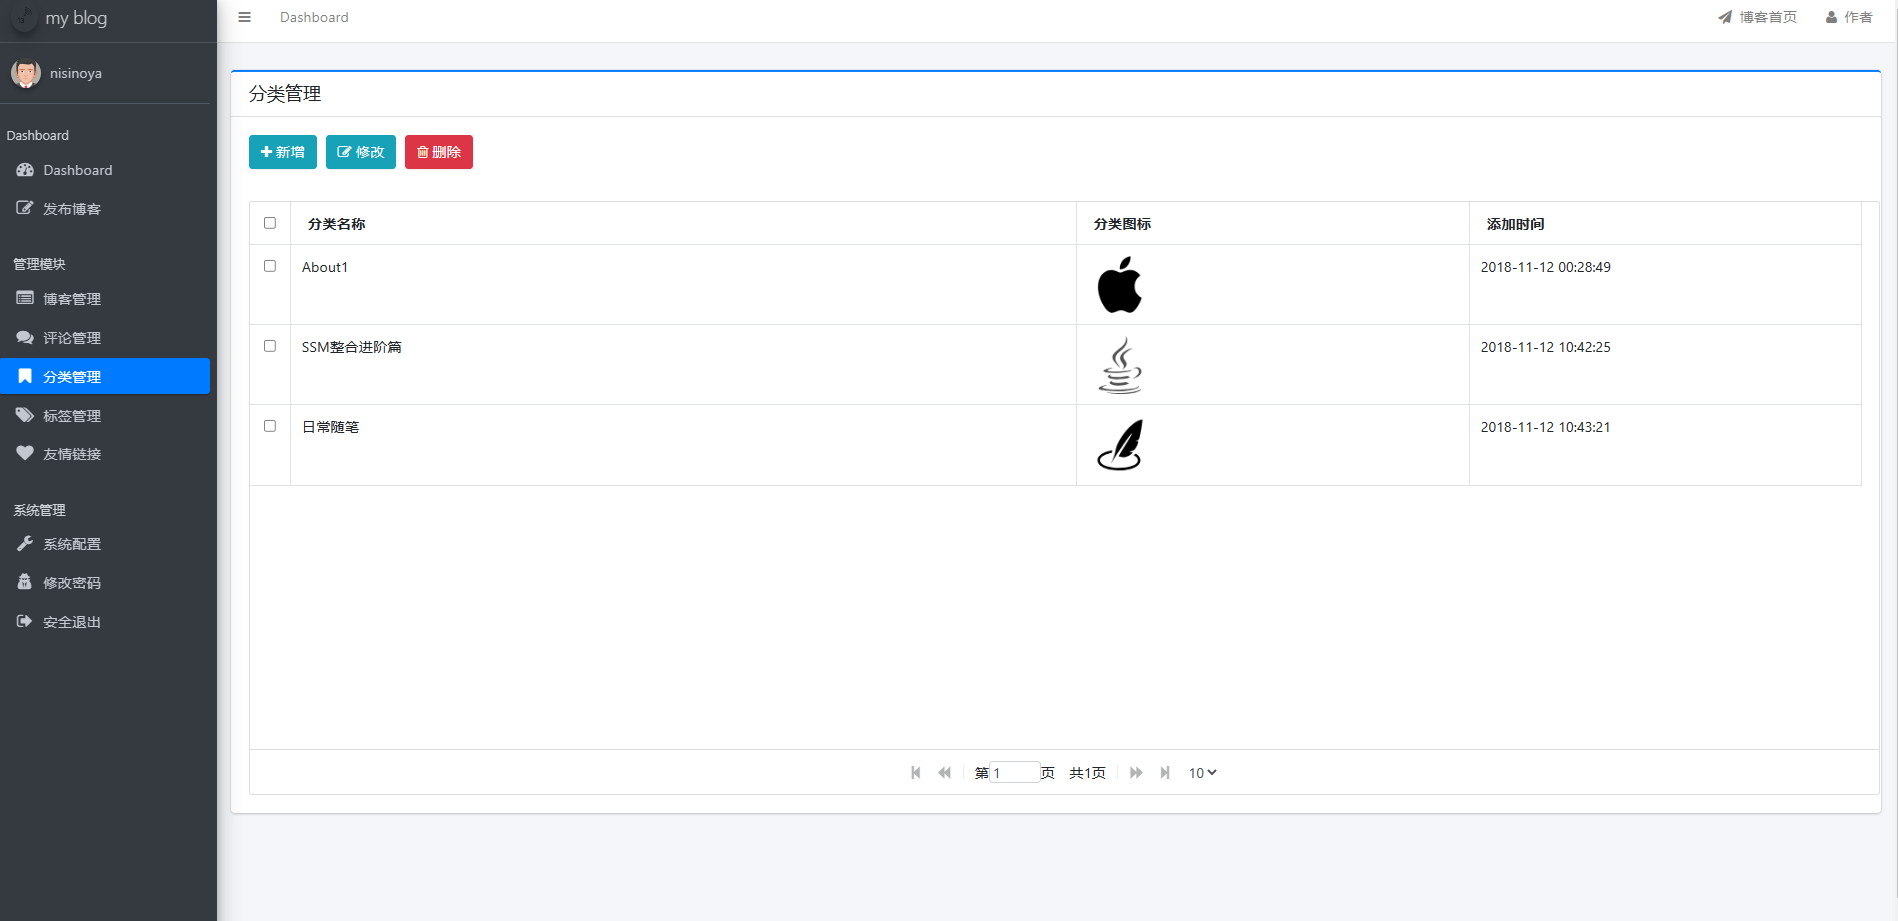 my blog
nisinoya
Dashboard
Dashboard
发布博客
管理模块
博客管理
评论管理
分类管理
标签管理
友情链接
系统管理
系统配置
修改密码
安全退出
Dashboard
博客首页
作者
分类管理
新增 修改 删除
分类名称 分类图标 添加时间
About1 2018-11-12 00:28:49
SSM整合进阶篇 2018-11-12 10:42:25
日常随笔 2018-11-12 10:43:21
第 1 页 共1页 10